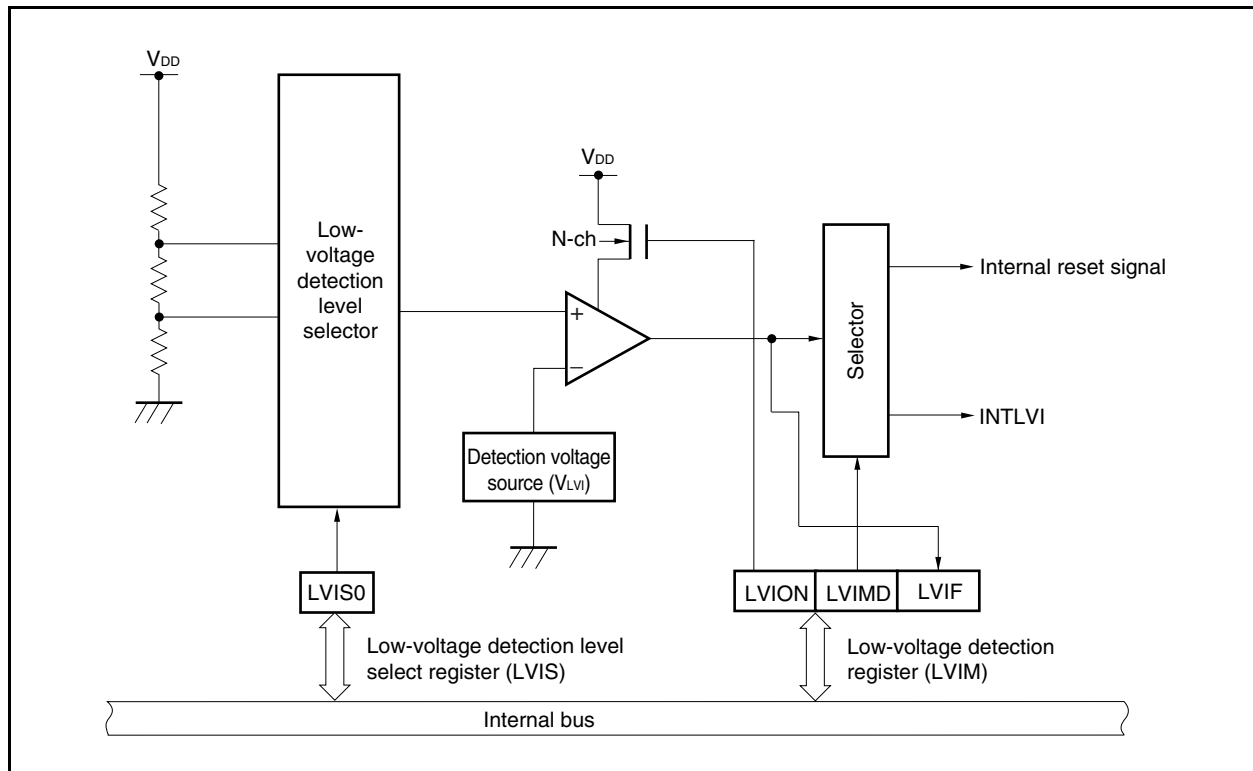 VDD
Low-
voltage
detection
level
selector
VDD
N-ch
+
−
Detection voltage
source (VLVI)
Selector
Internal reset signal
INTLVI
LVIS0
LVION LVIMD LVIF
Low-voltage detection level
select register (LVIS)
Low-voltage detection
register (LVIM)
Internal bus